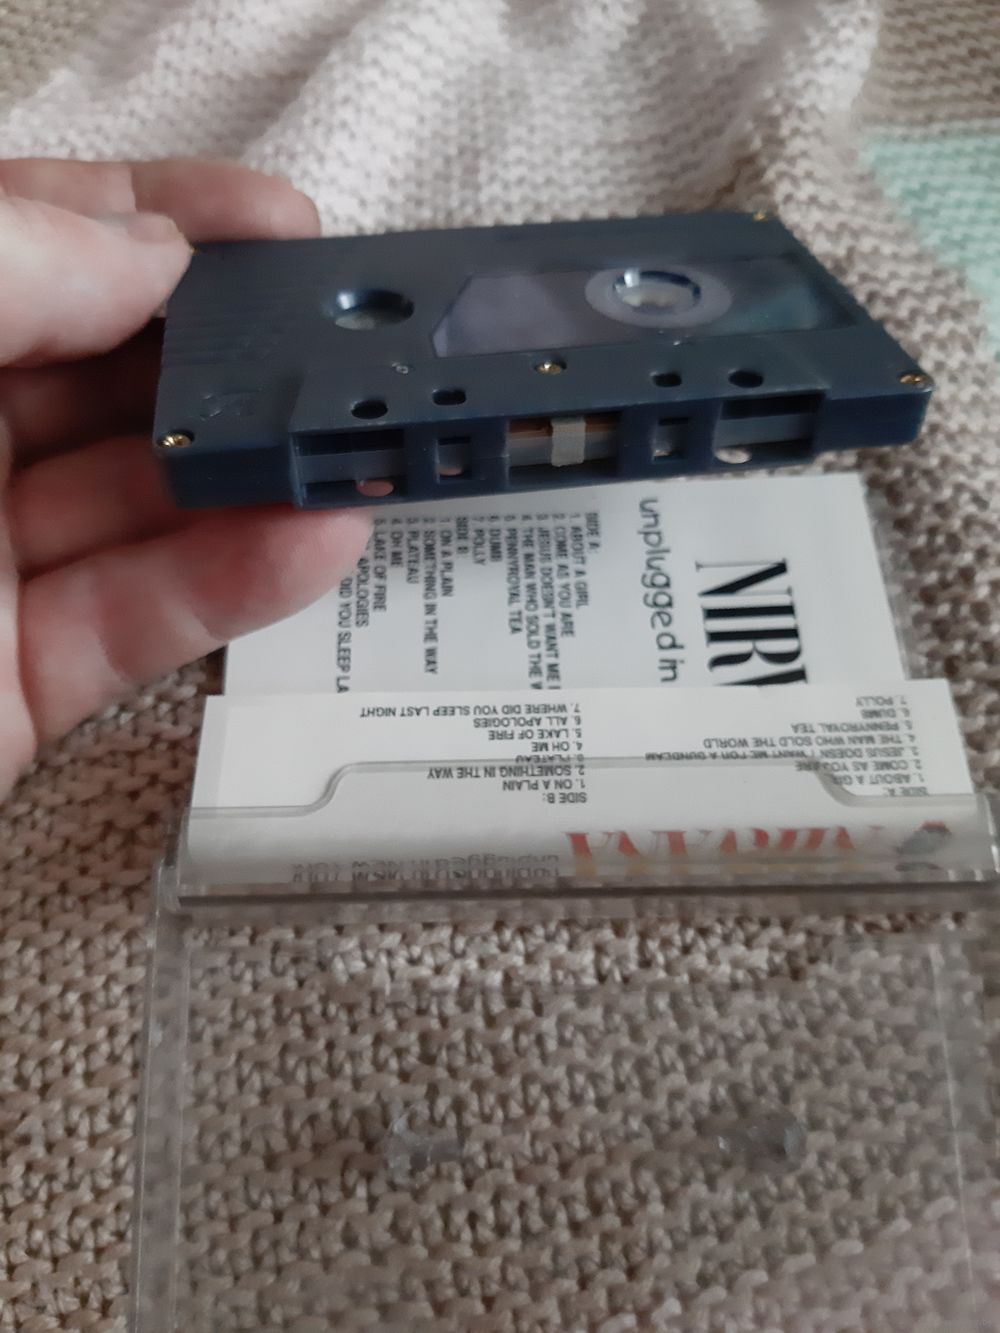 NIRV
unplugged in
SIDE A:
1. ABOUT A GIRL
2. COME AS YOU ARE
3. JESUS DOESN'T WANT ME
4. THE MAN WHO SOLD THE W
5. PENNYROYAL TEA
6. DUMB
7. POLLY
SIDE B:
1. ON A PLAIN
2. SOMETHING IN THE WAY
3. PLATEAU
4. OH ME
5. LAKE OF FIRE
APOLOGIES
DID YOU SLEEP LA
NIRVANA
unplugged in NEW YORK
SIDE A:
1. ABOUT A GIRL
2. COME AS YOU ARE
3. JESUS DOESN'T WANT ME FOR A SUNBEAM
4. THE MAN WHO SOLD THE WORLD
5. PENNYROYAL TEA
6. DUMB
7. POLLY
SIDE B:
1. ON A PLAIN
2. SOMETHING IN THE WAY
3. PLATEAU
4. OH ME
5. LAKE OF FIRE
6. ALL APOLOGIES
7. WHERE DID YOU SLEEP LAST NIGHT